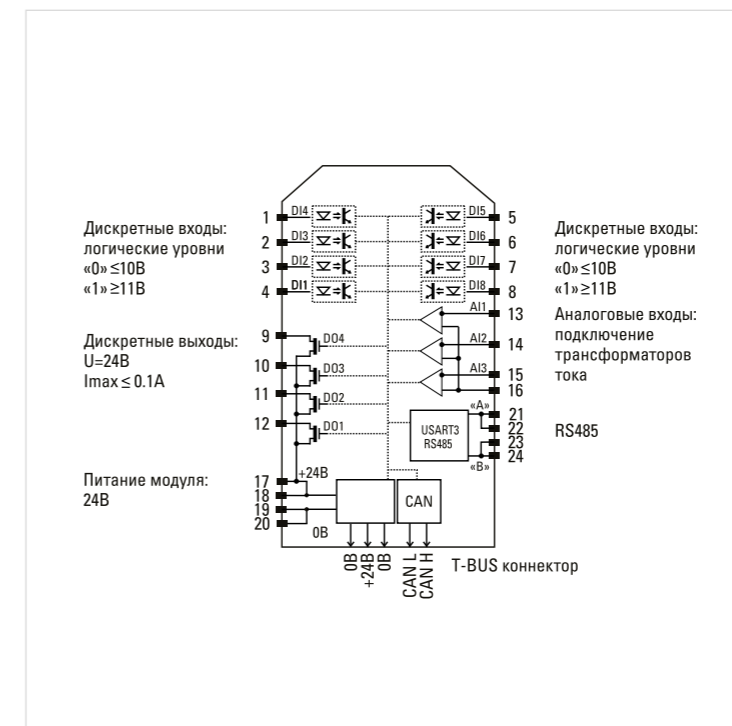 Дискретные входы:
логические уровни
«0» ≤10В
«1» ≥11В
Дискретные выходы:
U=24В
Imax ≤ 0.1A
Питание модуля:
24В
1
2
3
4
9
10
11
12
17
18
19
20
DI4
DI3
DI2
DI1
DO4
DO3
DO2
DO1
+24В
0В
DI5
DI6
DI7
DI8
AI1
AI2
AI3
«A»
USART3
RS485
«B»
CAN
5
6
7
8
13
14
15
16
21
22
23
24
Дискретные входы:
логические уровни
«0» ≤10В
«1» ≥11В
Аналоговые входы:
подключение
трансформаторов
тока
RS485
0В
+24В
0В
CAN L
CAN H
T-BUS коннектор